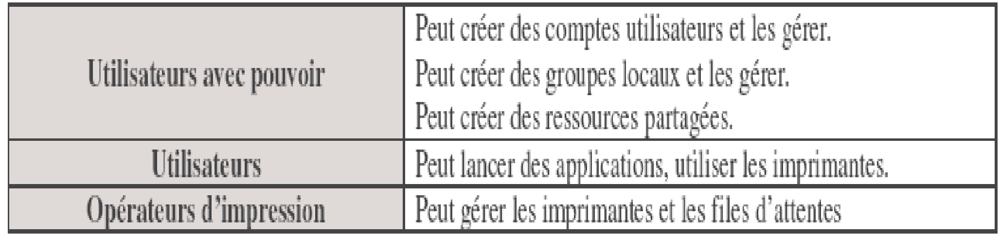 Utilisateurs avec pouvoir
Peut créer des comptes utilisateurs et les gérer.
Peut créer des groupes locaux et les gérer.
Peut créer des ressources partagées.
Utilisateurs
Peut lancer des applications, utiliser les imprimantes.
Opérateurs d’impression
Peut gérer les imprimantes et les files d’attentes